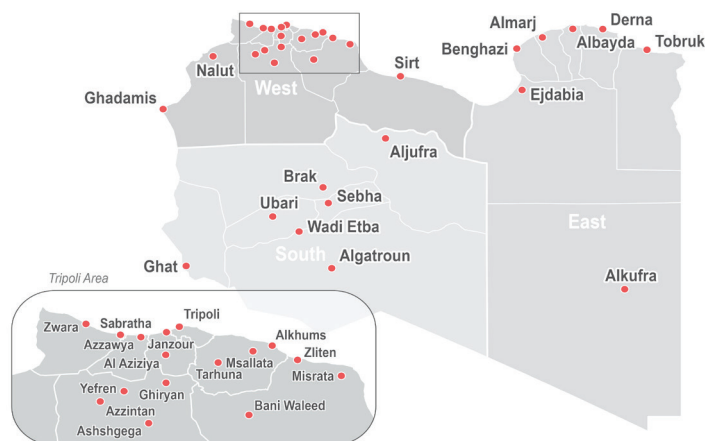 Almarj
Derna
Benghazi
Albayda
Tobruk
Nalut
Sirt
West
Ghadamis
Ejdabia
Aljufra
Brak
Sebha
Ubari
Wadi Etba
East
South
Ghat
Algatroun
Alkufra
Tripoli Area
Tripoli
Zwara
Sabratha
Azzawya
Janzour
Alkhums
Zliten
Al Aziziya
Msallata
Tarhuna
Misrata
Yefren
Ghiryan
Azzintan
Bani Waleed
Ashshgega